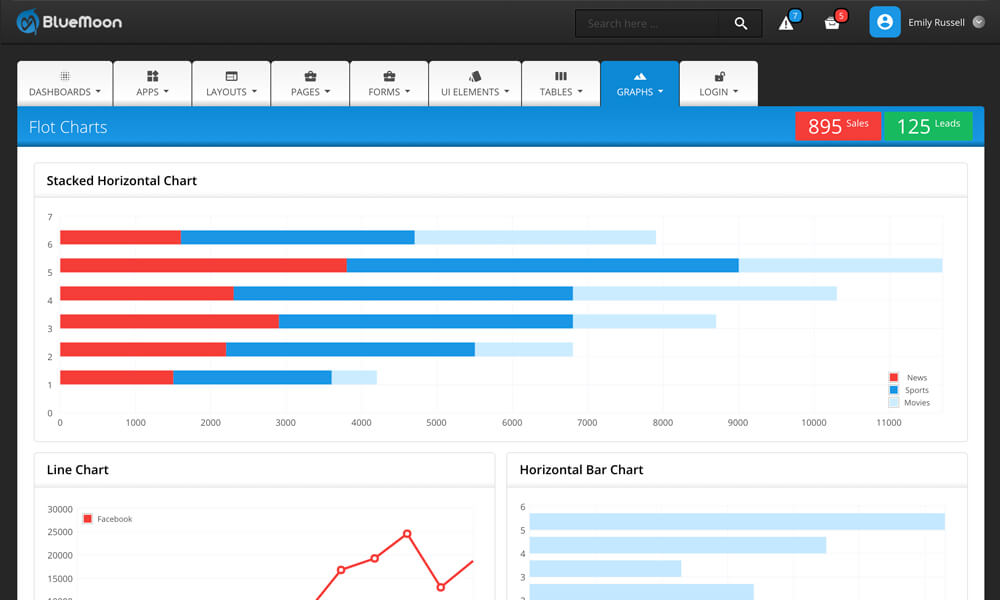 BlueMoon
Search here ...
7
5
Emily Russell
DASHBOARDS
APPS
LAYOUTS
PAGES
FORMS
UI ELEMENTS
TABLES
GRAPHS
LOGIN
Flot Charts
895 Sales
125 Leads
Stacked Horizontal Chart
7
6
5
4
3
2
1
0
0 1000 2000 3000 4000 5000 6000 7000 8000 9000 10000 11000
News
Sports
Movies
Line Chart
30000
25000
20000
15000
10000
Facebook
Horizontal Bar Chart
6
5
4
3
2